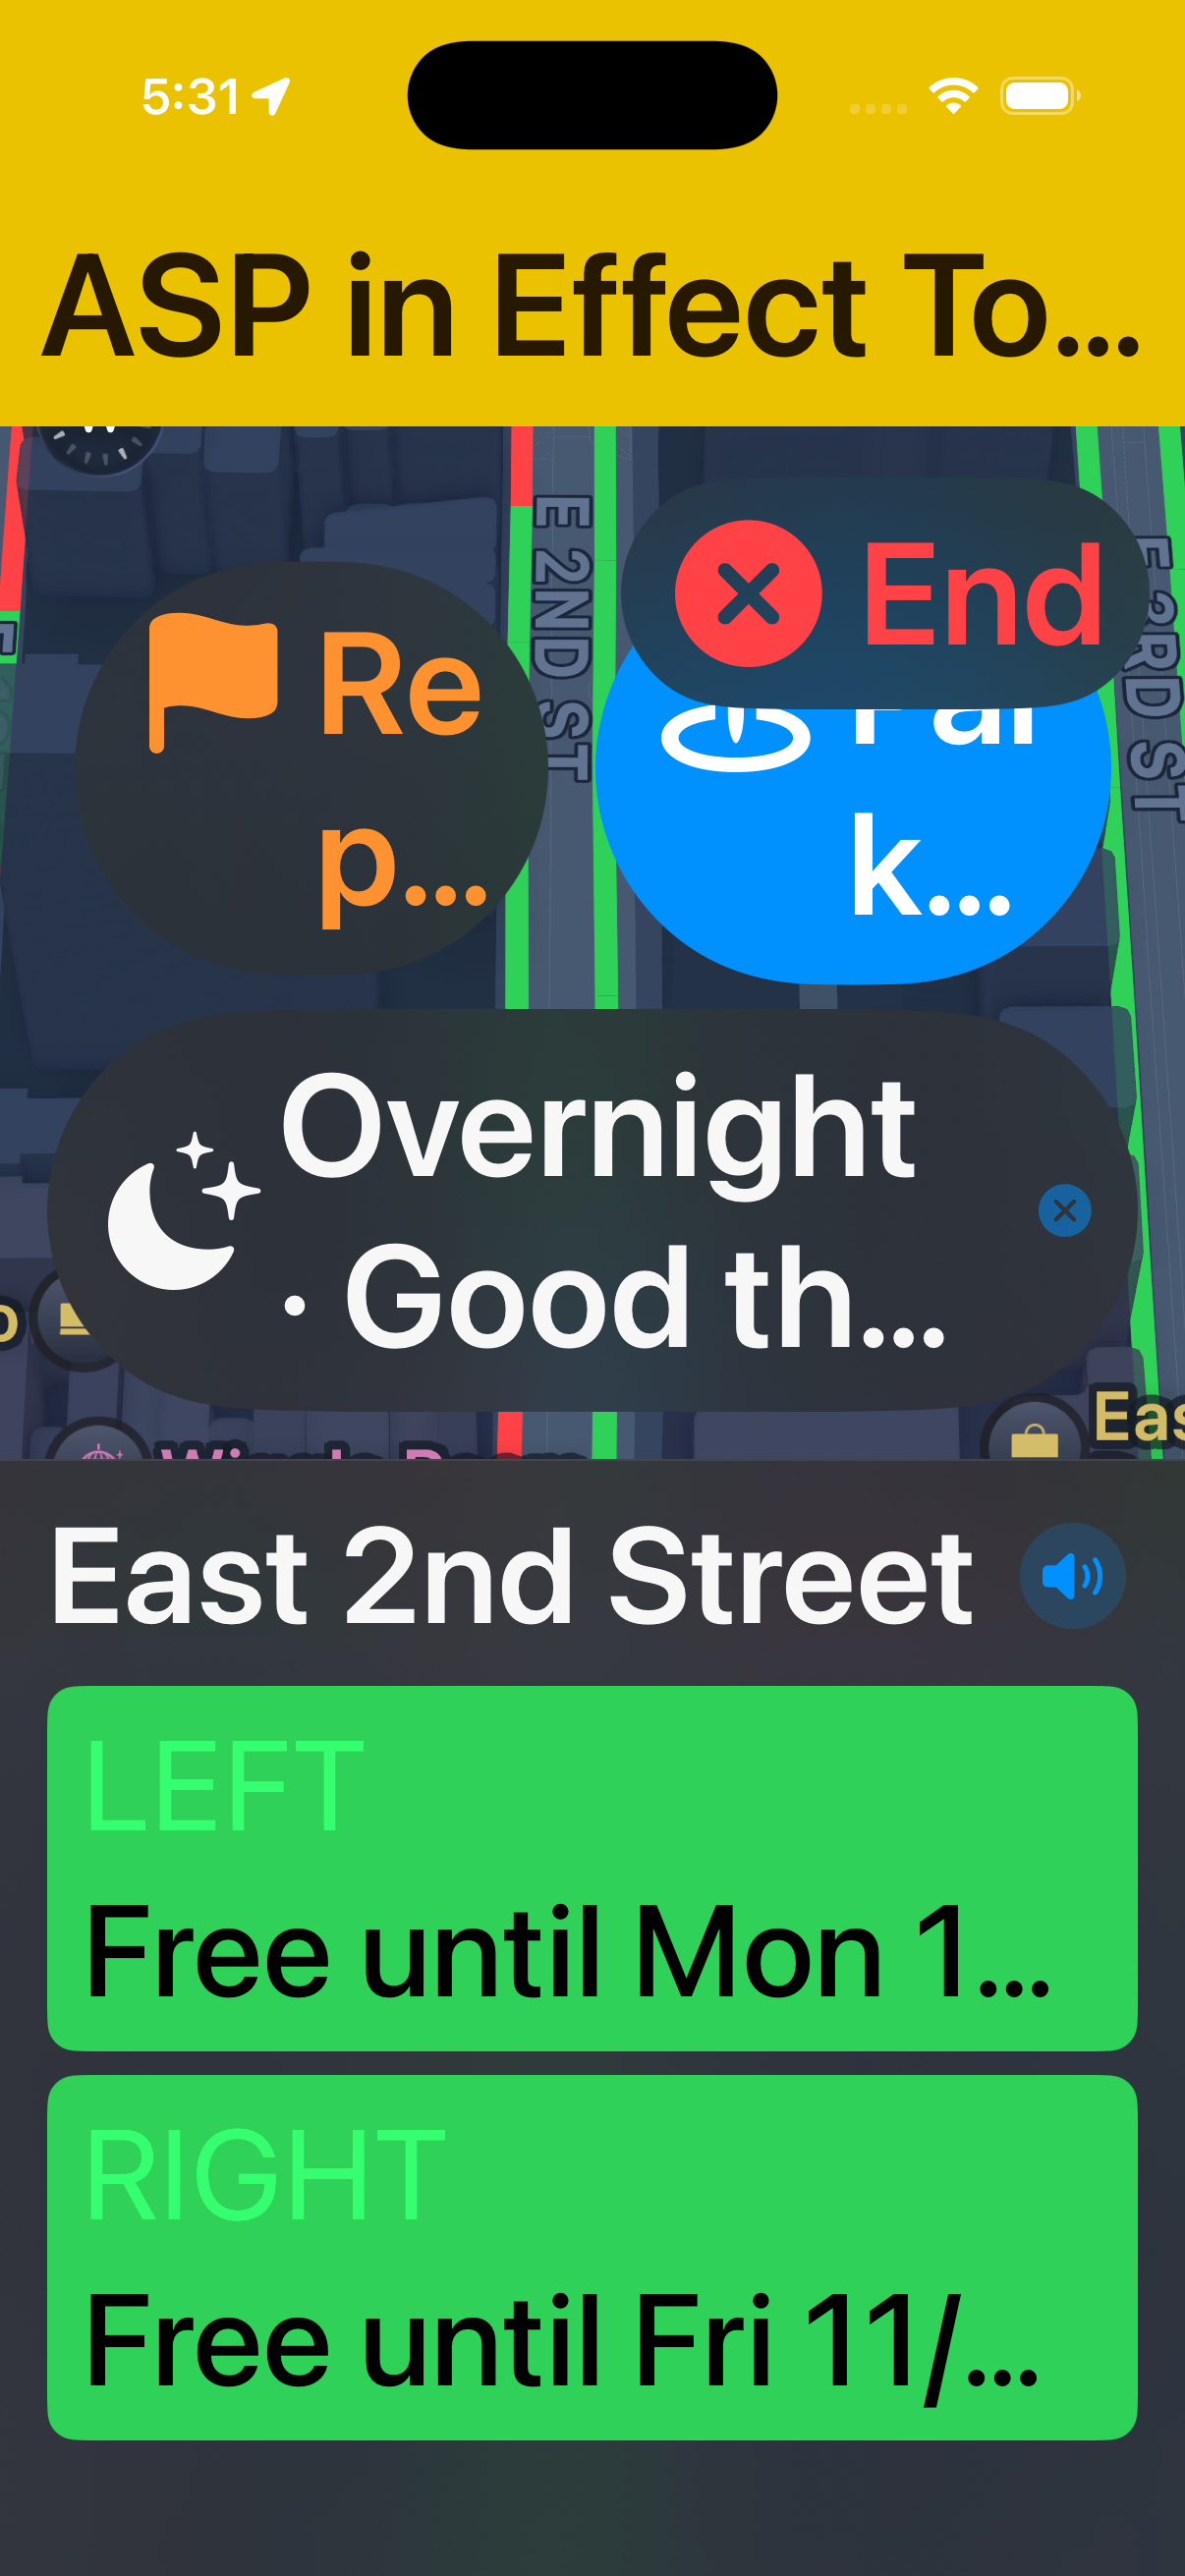 5:31
ASP in Effect To...
E 2ND ST
End
E 3RD ST
Re
p...
Park...
Overnight
· Good th...
Eas
East 2nd Street
LEFT
Free until Mon 1...
RIGHT
Free until Fri 11/...